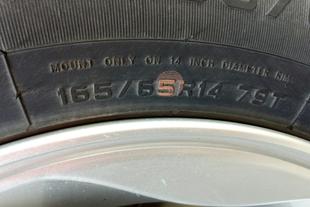 MOUNT ONLY ON 14 INCH DIAMETER RIM
165/65R14 79T